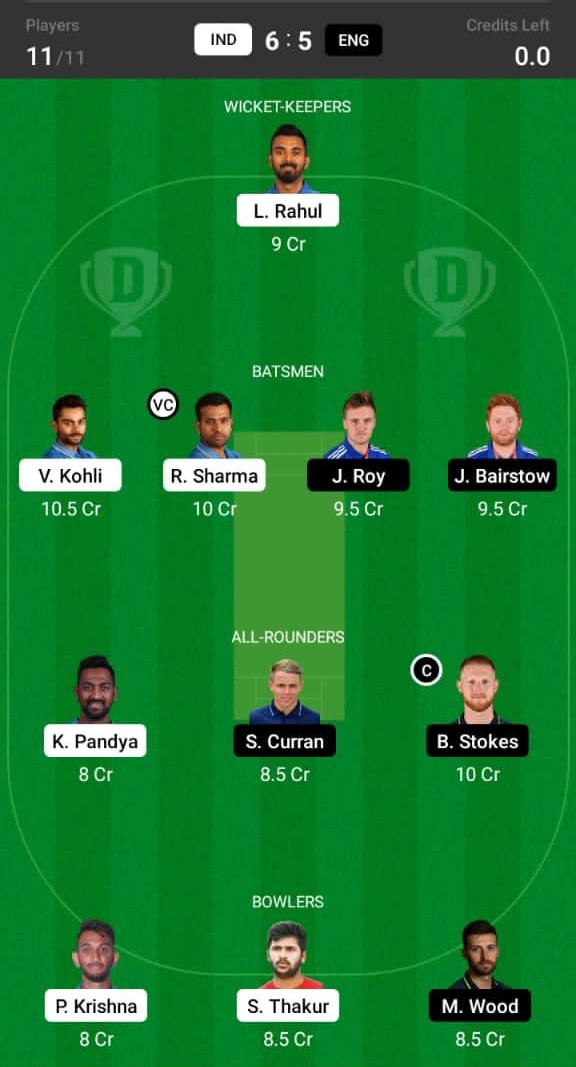 Players
Credits Left
11/11
IND 6 : 5 ENG
0.0
WICKET-KEEPERS
L. Rahul
9 Cr
D D
BATSMEN
VC
V. Kohli R. Sharma J. Roy J. Bairstow
10.5 Cr 10 Cr 9.5 Cr 9.5 Cr
ALL-ROUNDERS
C
K. Pandya S. Curran B. Stokes
8 Cr 8.5 Cr 10 Cr
BOWLERS
P. Krishna S. Thakur M. Wood
8 Cr 8.5 Cr 8.5 Cr